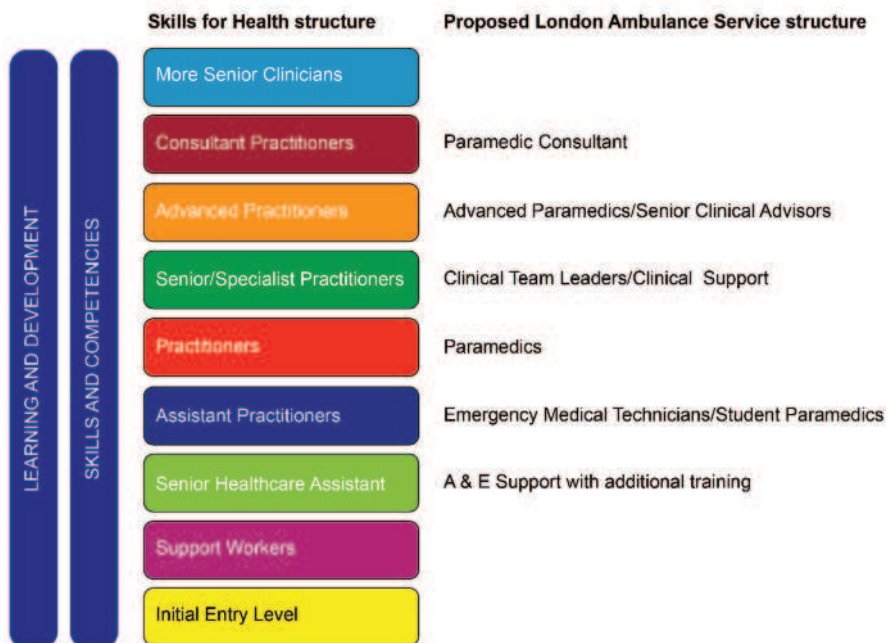 Skills for Health structure
Proposed London Ambulance Service structure
LEARNING AND DEVELOPMENT
SKILLS AND COMPETENCIES
More Senior Clinicians
Consultant Practitioners
Paramedic Consultant
Advanced Practitioners
Advanced Paramedics/Senior Clinical Advisors
Senior/Specialist Practitioners
Clinical Team Leaders/Clinical Support
Practitioners
Paramedics
Assistant Practitioners
Emergency Medical Technicians/Student Paramedics
Senior Healthcare Assistant
A & E Support with additional training
Support Workers
Initial Entry Level